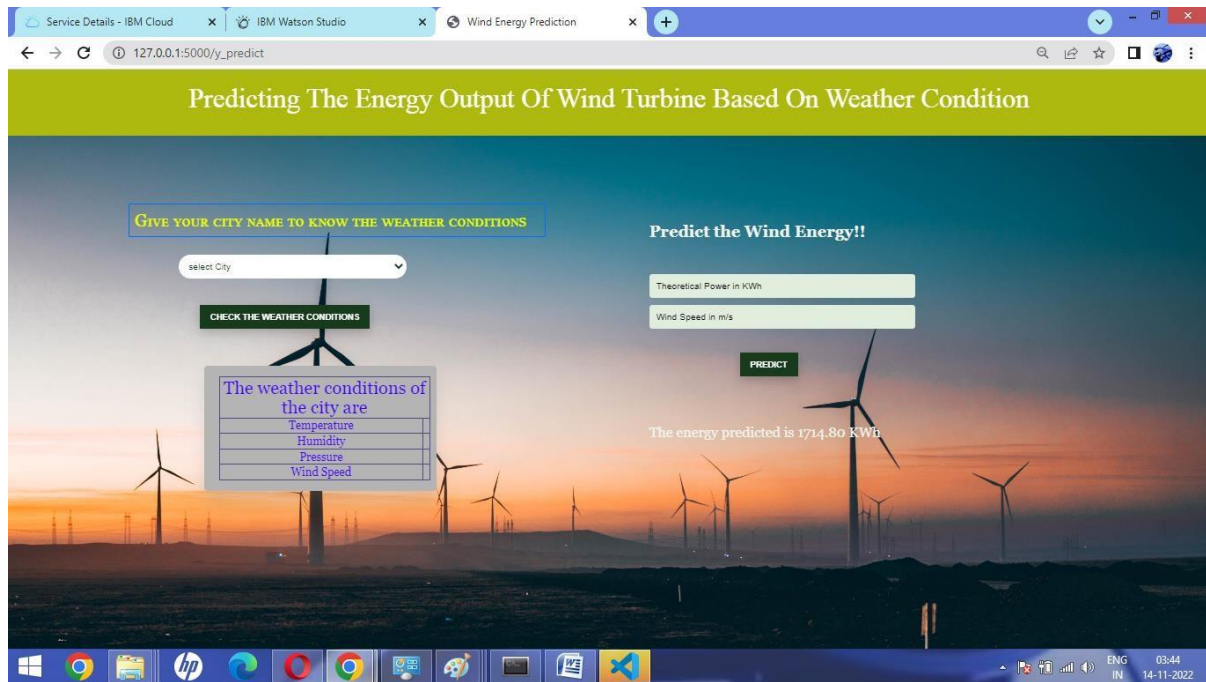 Service Details - IBM Cloud
IBM Watson Studio
Wind Energy Prediction
127.0.0.1:5000/y_predict
Predicting The Energy Output Of Wind Turbine Based On Weather Condition
Give your city name to know the weather conditions
select City
CHECK THE WEATHER CONDITIONS
The weather conditions of
the city are
Temperature
Humidity
Pressure
Wind Speed
Predict the Wind Energy!!
Theoretical Power in KWh
Wind Speed in m/s
PREDICT
The energy predicted is 1714.80 KWh
hp
W
ENG
IN
03:44
14-11-2022